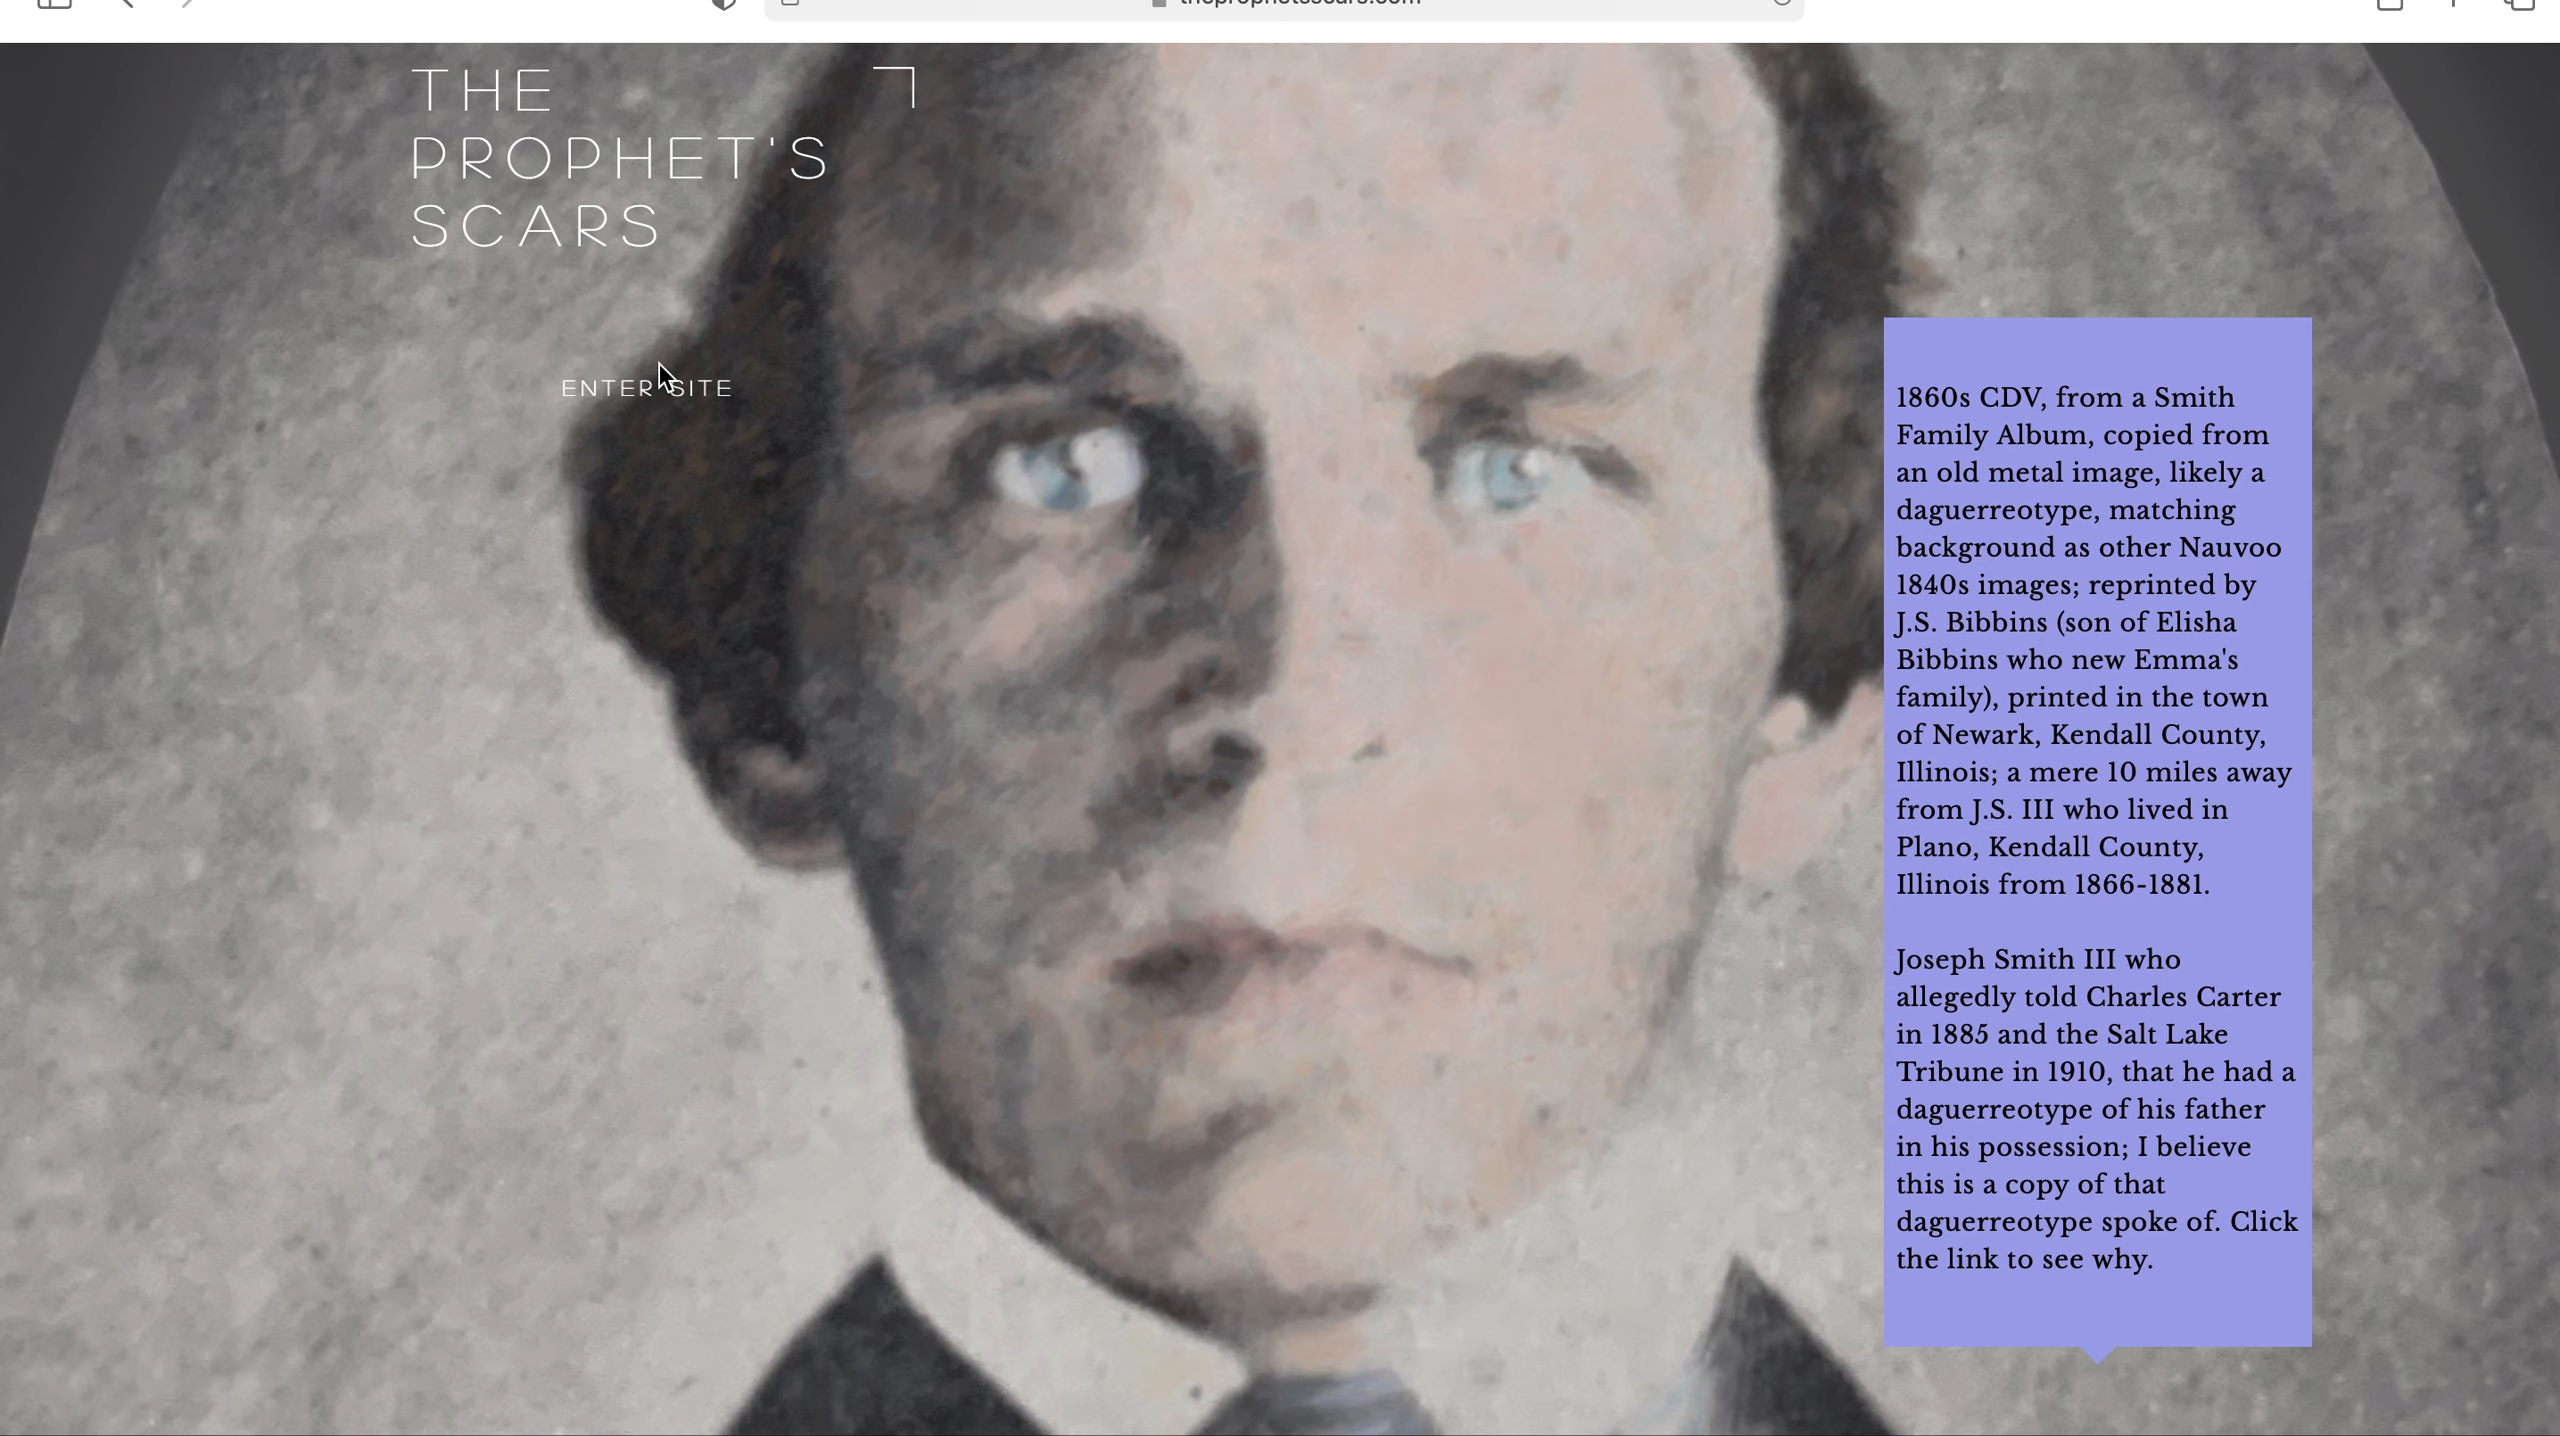 THE
PROPHET'S
SCARS
ENTER SITE
1860s CDV, from a Smith
Family Album, copied from
an old metal image, likely a
daguerreotype, matching
background as other Nauvoo
1840s images; reprinted by
J.S. Bibbins (son of Elisha
Bibbins who new Emma's
family), printed in the town
of Newark, Kendall County,
Illinois; a mere 10 miles away
from J.S. III who lived in
Plano, Kendall County,
Illinois from 1866-1881.
Joseph Smith III who
allegedly told Charles Carter
in 1885 and the Salt Lake
Tribune in 1910, that he had a
daguerreotype of his father
in his possession; I believe
this is a copy of that
daguerreotype spoke of. Click
the link to see why.